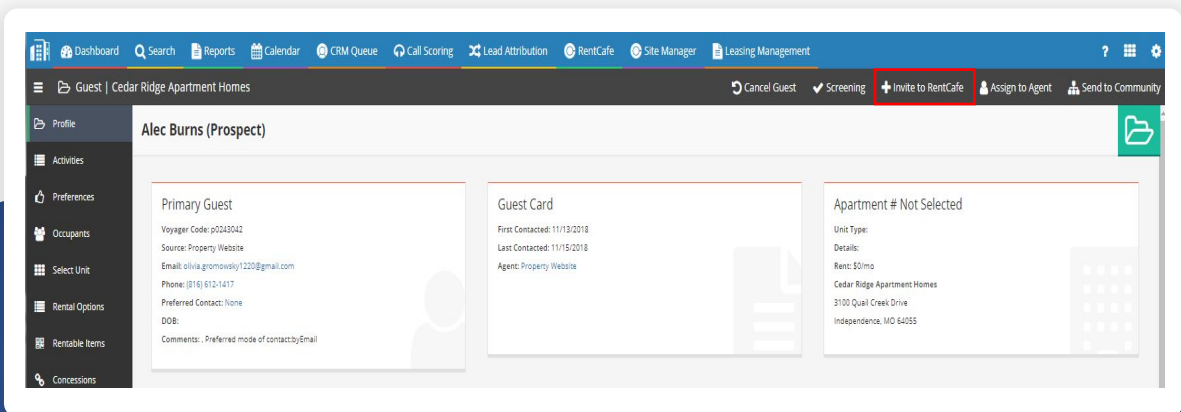 Dashboard Search Reports Calendar CRM Queue Call Scoring Lead Attribution RentCafe Site Manager Leasing Management ?
Guest | Cedar Ridge Apartment Homes Cancel Guest Screening Invite to RentCafe Assign to Agent Send to Community
Profile
Activities
Preferences
Occupants
Select Unit
Rental Options
Rentable Items
Concessions
Alec Burns (Prospect)
Primary Guest
Voyager Code: p0243042
Source: Property Website
Email: olivia.gromowsky1220@gmail.com
Phone: (816) 612-1417
Preferred Contact: None
DOB:
Comments: , Preferred mode of contact:byEmail
Guest Card
First Contacted: 11/13/2018
Last Contacted: 11/15/2018
Agent: Property Website
Apartment # Not Selected
Unit Type:
Details:
Rent: $0/mo
Cedar Ridge Apartment Homes
3100 Quail Creek Drive
Independence, MO 64055